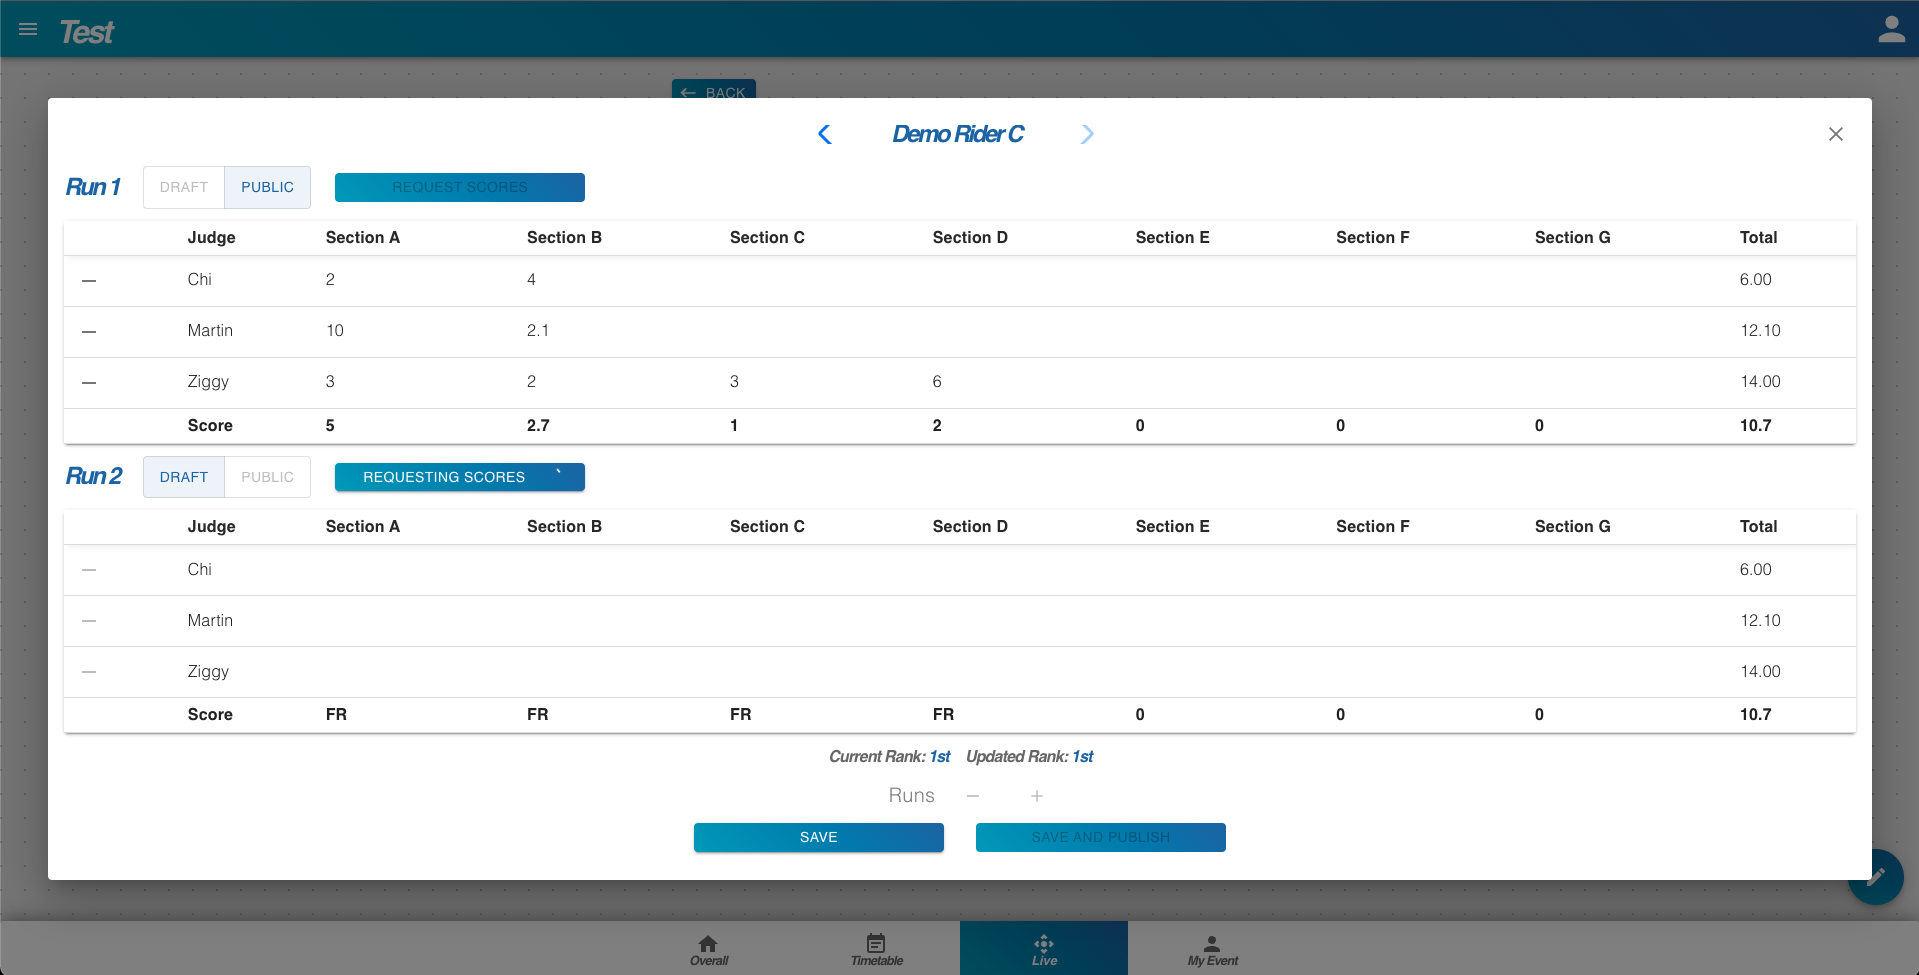 Test
BACK
Demo Rider C
Run 1 DRAFT PUBLIC REQUEST SCORES
Judge Section A Section B Section C Section D Section E Section F Section G Total
Chi 2 4 6.00
Martin 10 2.1 12.10
Ziggy 3 2 3 6 14.00
Score 5 2.7 1 2 0 0 0 10.7
Run 2 DRAFT PUBLIC REQUESTING SCORES
Judge Section A Section B Section C Section D Section E Section F Section G Total
Chi 6.00
Martin 12.10
Ziggy 14.00
Score FR FR FR FR 0 0 0 10.7
Current Rank: 1st Updated Rank: 1st
Runs
SAVE SAVE AND PUBLISH
Overall Timetable Live My Event